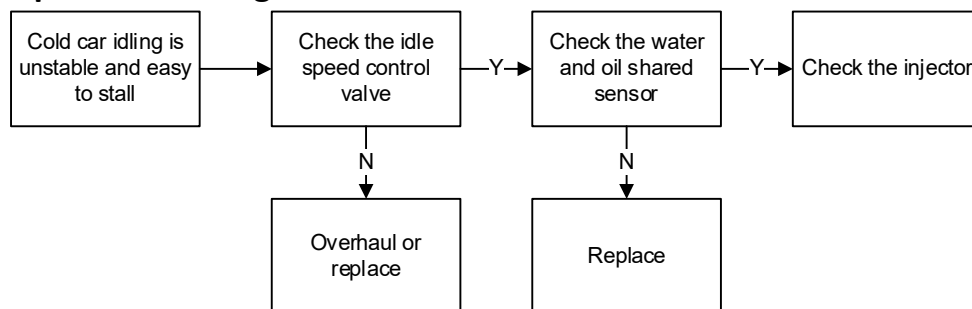 Cold car idling is
unstable and easy
to stall
Check the idle
speed control
valve
Y
Check the water
and oil shared
sensor
Y
Check the injector
N
N
Overhaul or
replace
Replace